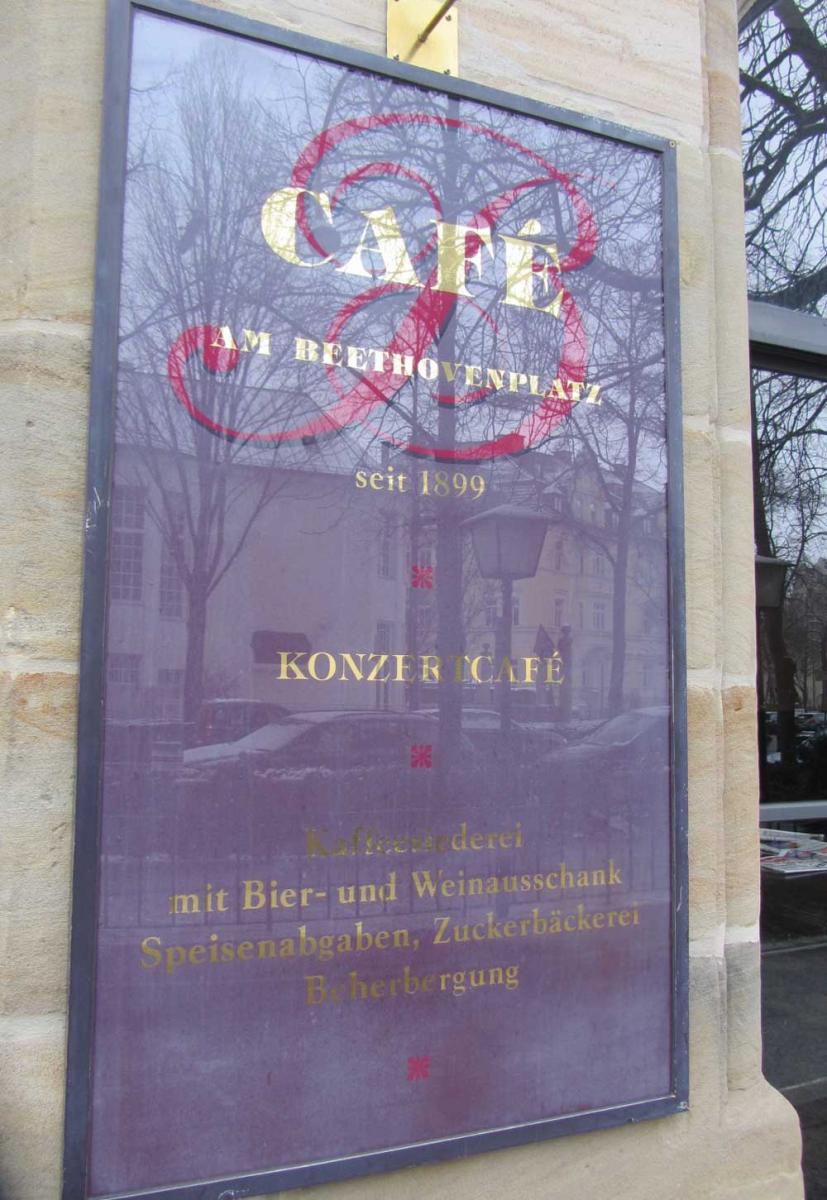 B
CAFÉ
AM BEETHOVENPLATZ
seit 1899
KONZERTCAFÉ
Kaffeesiederei
mit Bier- und Weinausschank
Speisenabgaben, Zuckerbäckerei
Beherbergung